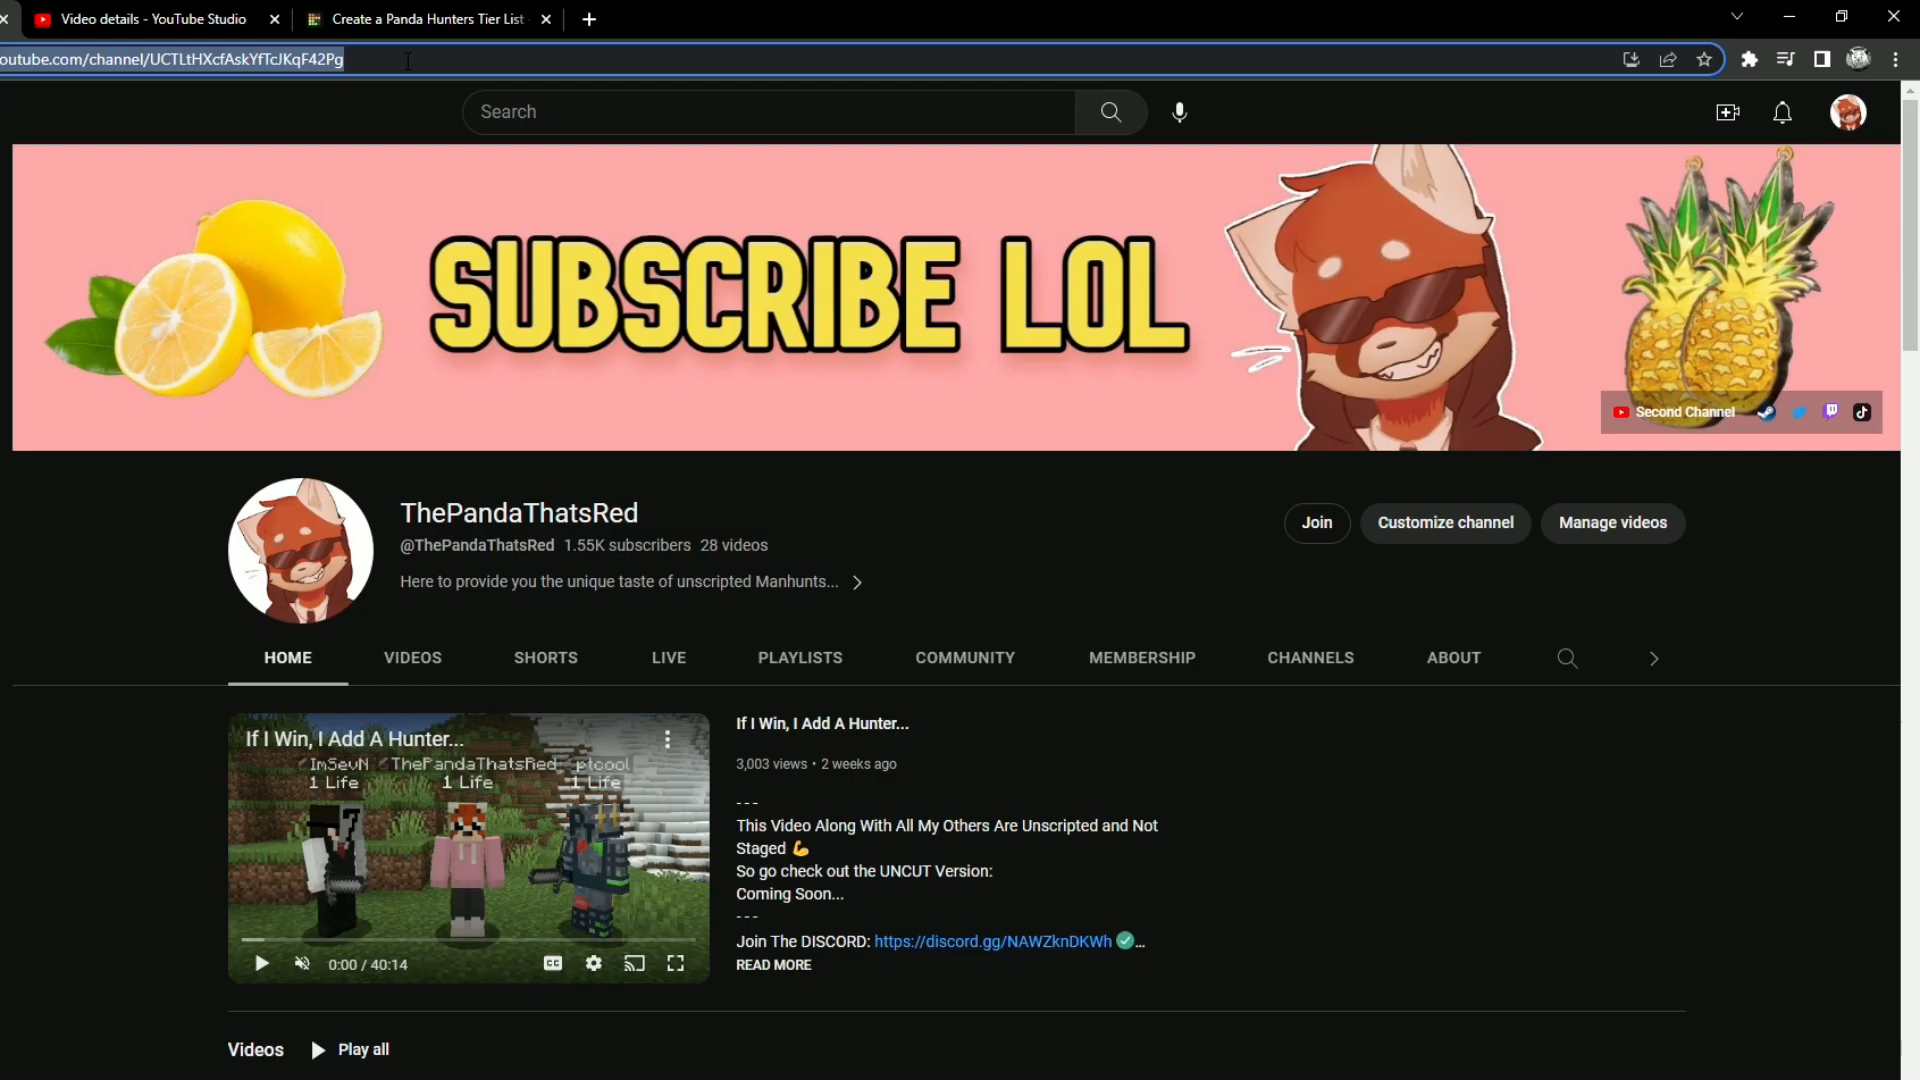 Video details - YouTube Studio
Create a Panda Hunters Tier List
outube.com/channel/UCTLtHXcfAskYfTcJKqF42Pg
Search
SUBSCRIBE LOL
Second Channel
ThePandaThatsRed
@ThePandaThatsRed 1.55K subscribers 28 videos
Here to provide you the unique taste of unscripted Manhunts...
Join
Customize channel
Manage videos
HOME
VIDEOS
SHORTS
LIVE
PLAYLISTS
COMMUNITY
MEMBERSHIP
CHANNELS
ABOUT
If I Win, I Add A Hunter...
ImSevN ThePandaThatsRed ptcool
1 Life 1 Life 1 Life
CC
0:00 / 40:14
If I Win, I Add A Hunter...
3,003 views • 2 weeks ago
---
This Video Along With All My Others Are Unscripted and Not
Staged 💪
So go check out the UNCUT Version:
Coming Soon...
---
Join The DISCORD: https://discord.gg/NAWZknDKWh ✅...
READ MORE
Videos
Play all